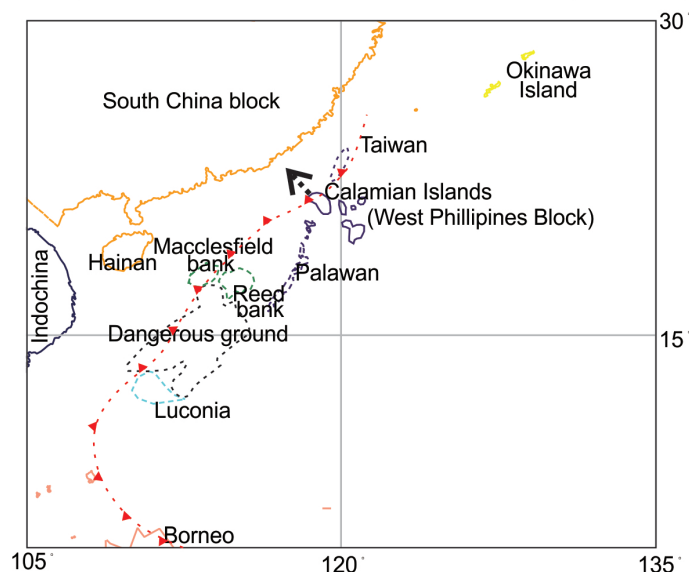 30°
Okinawa
Island
South China block
Taiwan
Calamian Islands
(West Phillipines Block)
Macclesfield
bank
Hainan
Palawan
Indochina
Reed
bank
Dangerous ground
15°
Luconia
Borneo
105°
120°
135°